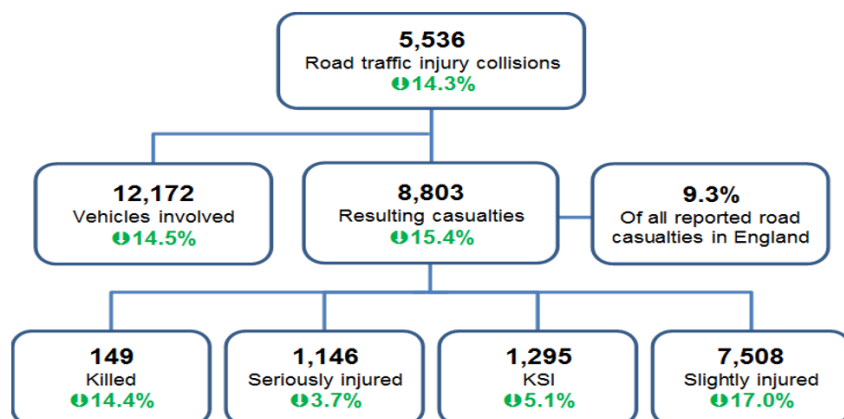 5,536
Road traffic injury collisions
⬇14.3%
12,172
Vehicles involved
⬇14.5%
8,803
Resulting casualties
⬇15.4%
9.3%
Of all reported road
casualties in England
149
Killed
⬇14.4%
1,146
Seriously injured
⬇3.7%
1,295
KSI
⬇5.1%
7,508
Slightly injured
⬇17.0%